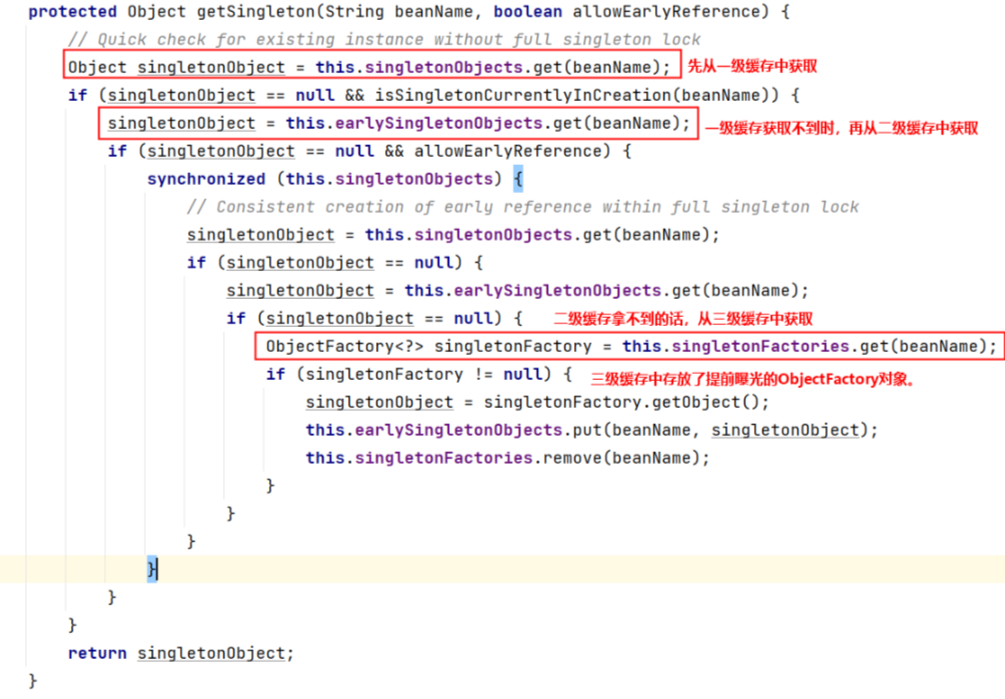 protected Object getSingleton(String beanName, boolean allowEarlyReference) {
// Quick check for existing instance without full singleton lock
Object singletonObject = this.singletonObjects.get(beanName); 先从一级缓存中获取
if (singletonObject == null && isSingletonCurrentlyInCreation(beanName)) {
singletonObject = this.earlySingletonObjects.get(beanName); 一级缓存获取不到时，再从二级缓存中获取
if (singletonObject == null && allowEarlyReference) {
synchronized (this.singletonObjects) {
// Consistent creation of early reference within full singleton lock
singletonObject = this.singletonObjects.get(beanName);
if (singletonObject == null) {
singletonObject = this.earlySingletonObjects.get(beanName);
if (singletonObject == null) { 二级缓存拿不到的话，从三级缓存中获取
ObjectFactory<?> singletonFactory = this.singletonFactories.get(beanName);
if (singletonFactory != null) { 三级缓存中存放了提前曝光的ObjectFactory对象。
singletonObject = singletonFactory.getObject();
this.earlySingletonObjects.put(beanName, singletonObject);
this.singletonFactories.remove(beanName);
}
}
}
}
}
}
return singletonObject;
}